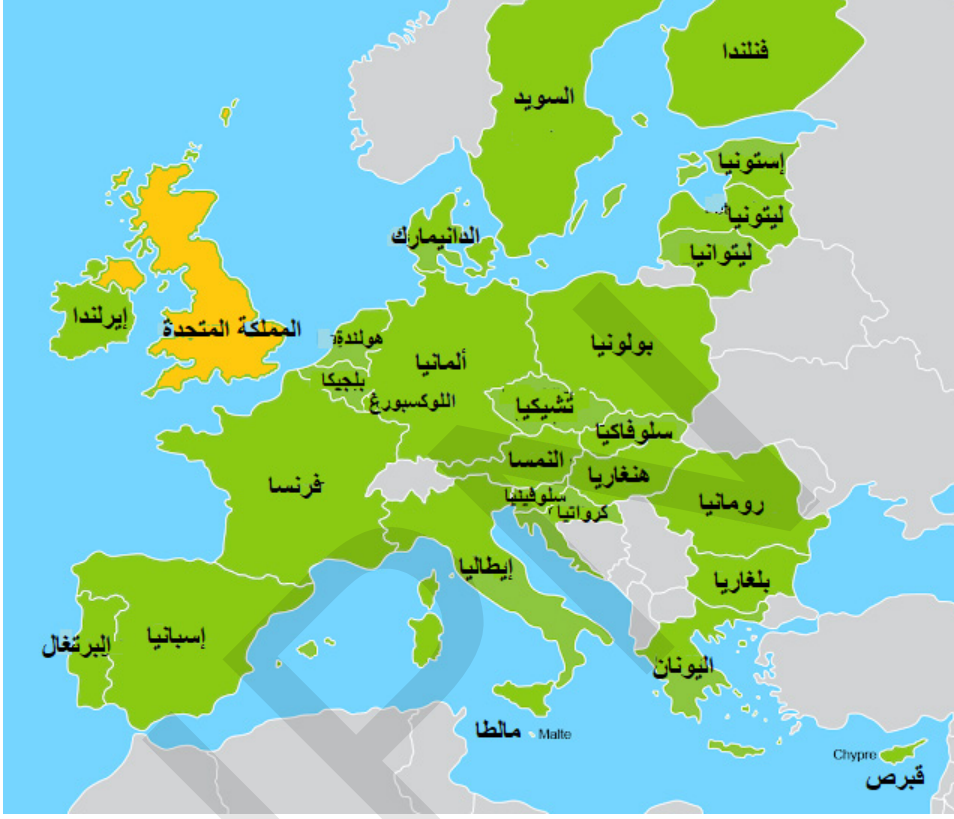 فنلندا
السويد
إستونيا
ليتونيا
ليتوانيا
الدانيمارك
إيرلندا
المملكة المتحدة
هولندة
بولونيا
ألمانيا
بلجيكا
اللوكسبورغ
تشيكيا
سلوفاكيا
النمسا
هنغاريا
فرنسا
سلوفينيا
كرواتيا
رومانيا
إيطاليا
بلغاريا
إسبانيا
البرتغال
اليونان
مالطا
Malte
Chypre
قبرص